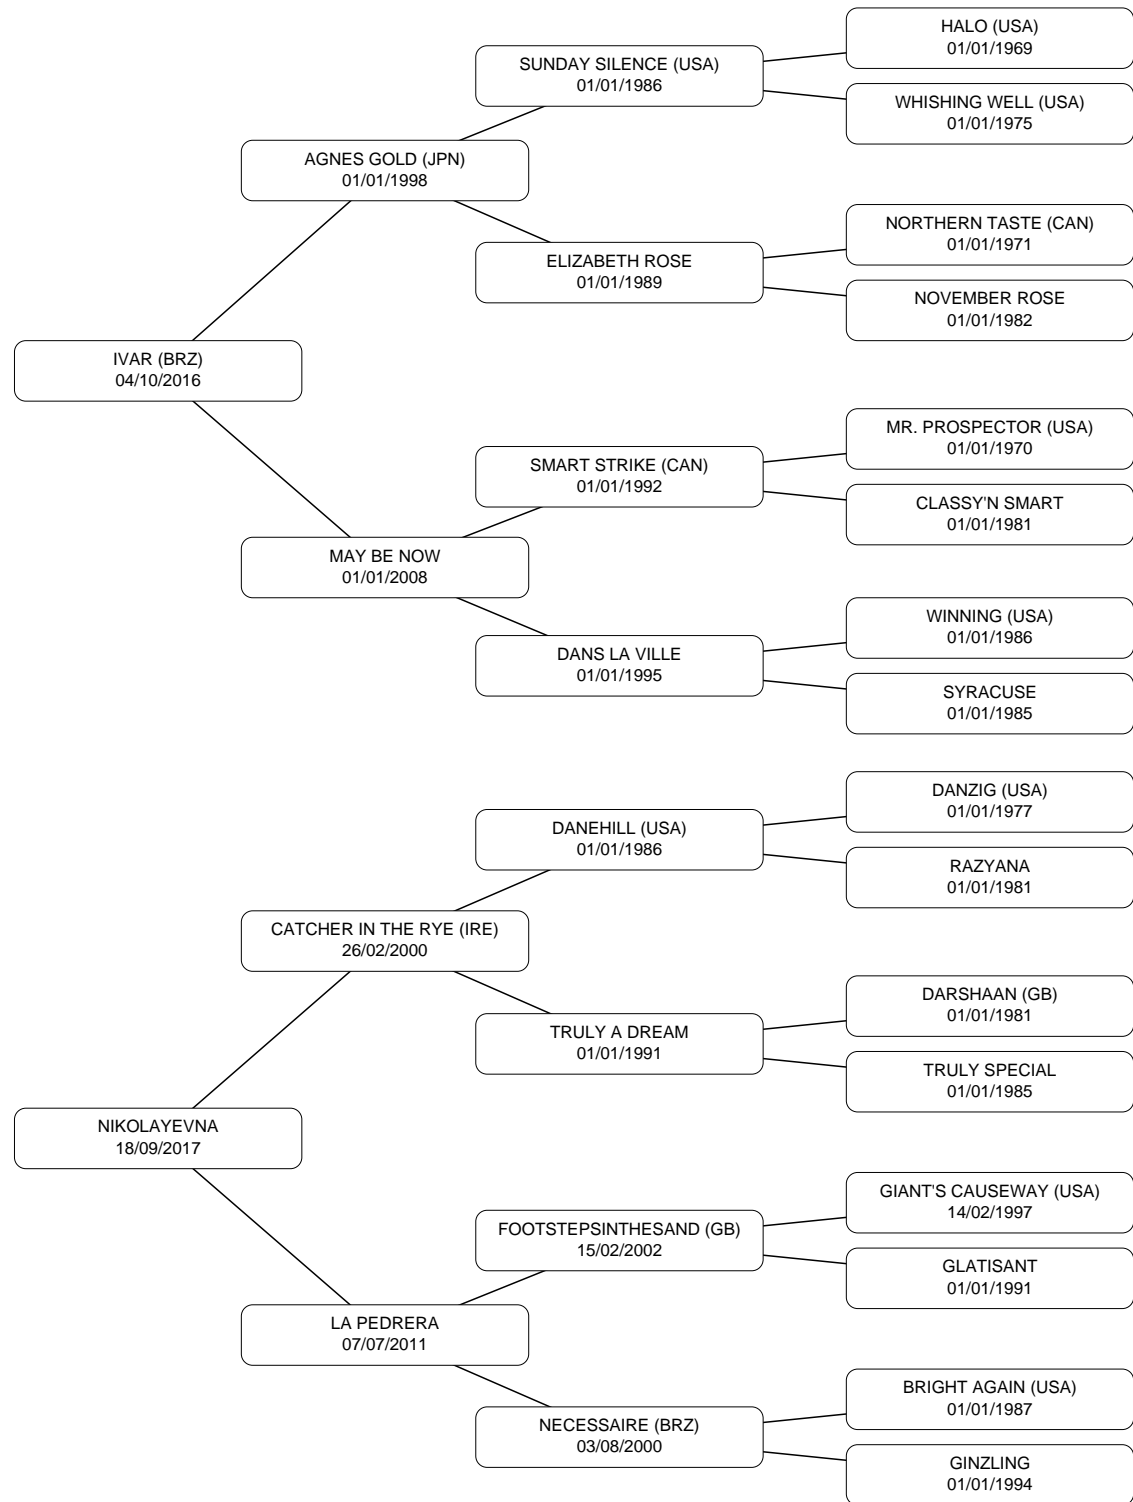 HALO (USA)
01/01/1969
SUNDAY SILENCE (USA)
01/01/1986
WHISHING WELL (USA)
01/01/1975
AGNES GOLD (JPN)
01/01/1998
NORTHERN TASTE (CAN)
01/01/1971
ELIZABETH ROSE
01/01/1989
NOVEMBER ROSE
01/01/1982
IVAR (BRZ)
04/10/2016
MR. PROSPECTOR (USA)
01/01/1970
SMART STRIKE (CAN)
01/01/1992
CLASSY'N SMART
01/01/1981
MAY BE NOW
01/01/2008
WINNING (USA)
01/01/1986
DANS LA VILLE
01/01/1995
SYRACUSE
01/01/1985
DANZIG (USA)
01/01/1977
DANEHILL (USA)
01/01/1986
RAZYANA
01/01/1981
CATCHER IN THE RYE (IRE)
26/02/2000
DARSHAAN (GB)
01/01/1981
TRULY A DREAM
01/01/1991
TRULY SPECIAL
01/01/1985
NIKOLAYEVNA
18/09/2017
GIANT'S CAUSEWAY (USA)
14/02/1997
FOOTSTEPSINTHESAND (GB)
15/02/2002
GLATISANT
01/01/1991
LA PEDRERA
07/07/2011
BRIGHT AGAIN (USA)
01/01/1987
NECESSAIRE (BRZ)
03/08/2000
GINZLING
01/01/1994